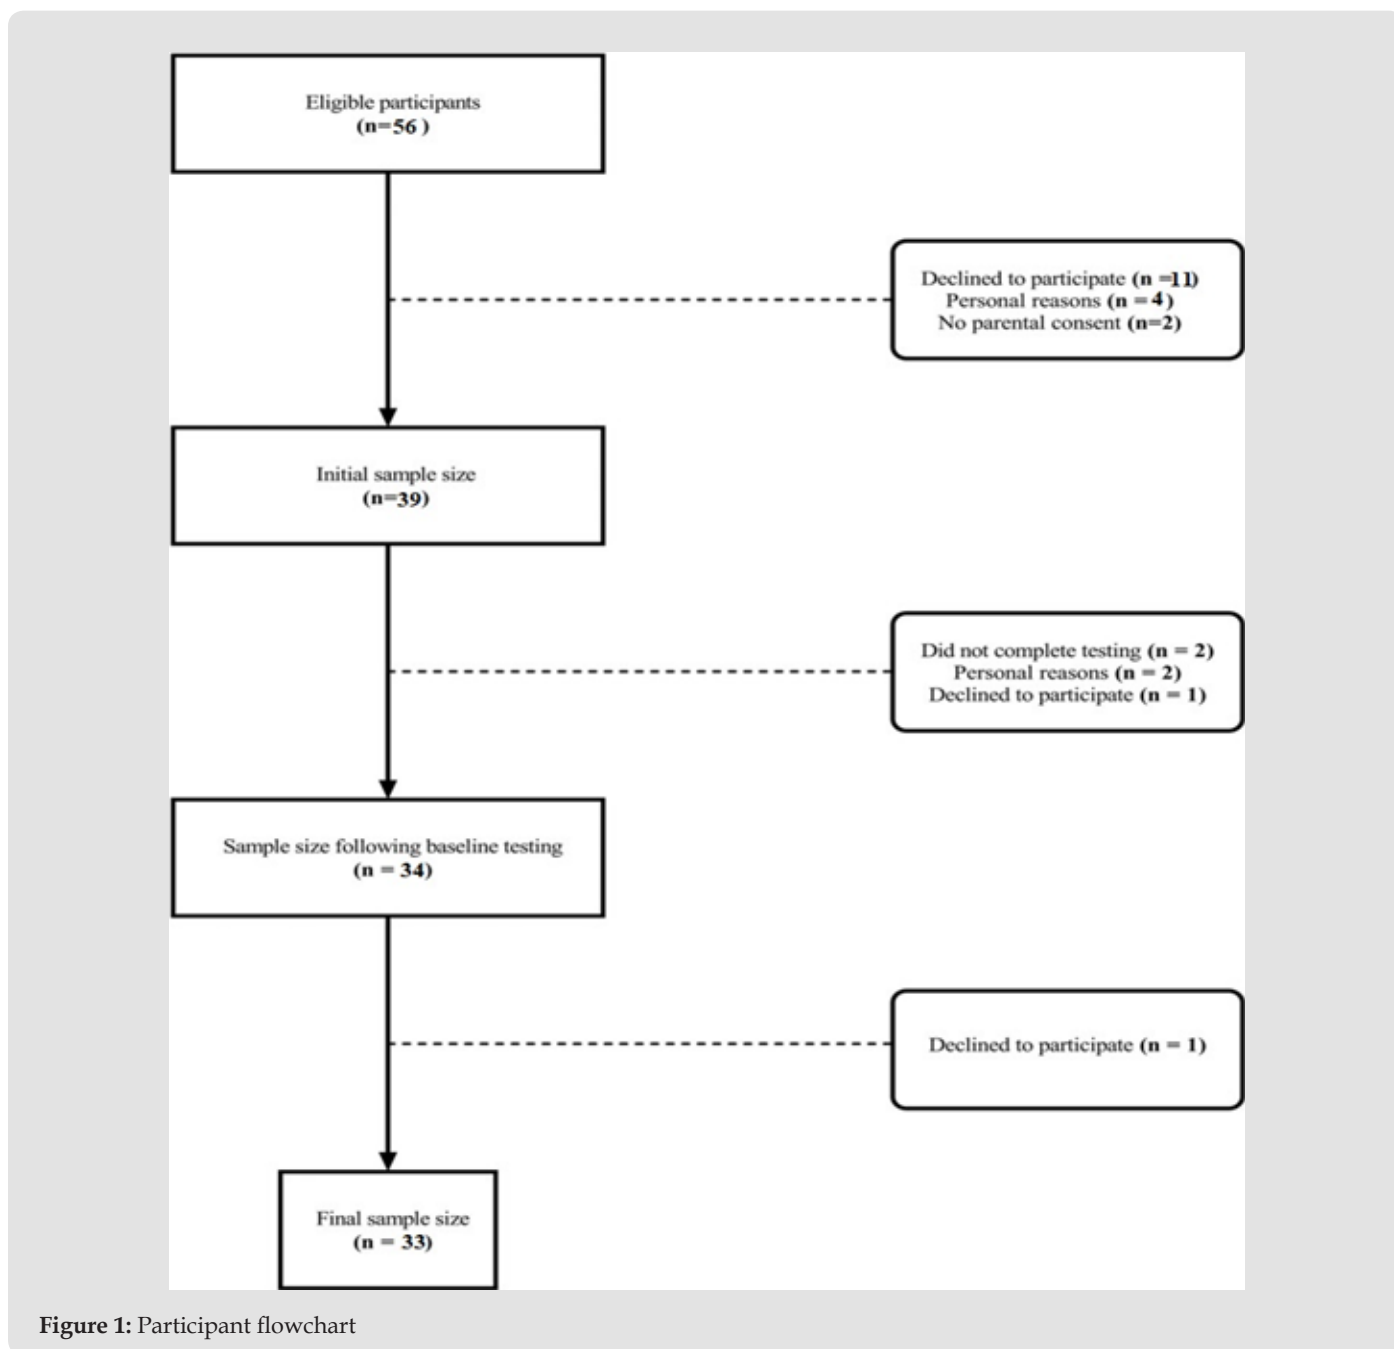 Eligible participants
(n=56 )
Declined to participate (n =11)
Personal reasons (n =4)
No parental consent (n=2)
Initial sample size
(n=39)
Did not complete testing (n = 2)
Personal reasons (n = 2)
Declined to participate (n = 1)
Sample size following baseline testing
(n = 34)
Declined to participate (n = 1)
Final sample size
(n = 33)
Figure 1: Participant flowchart